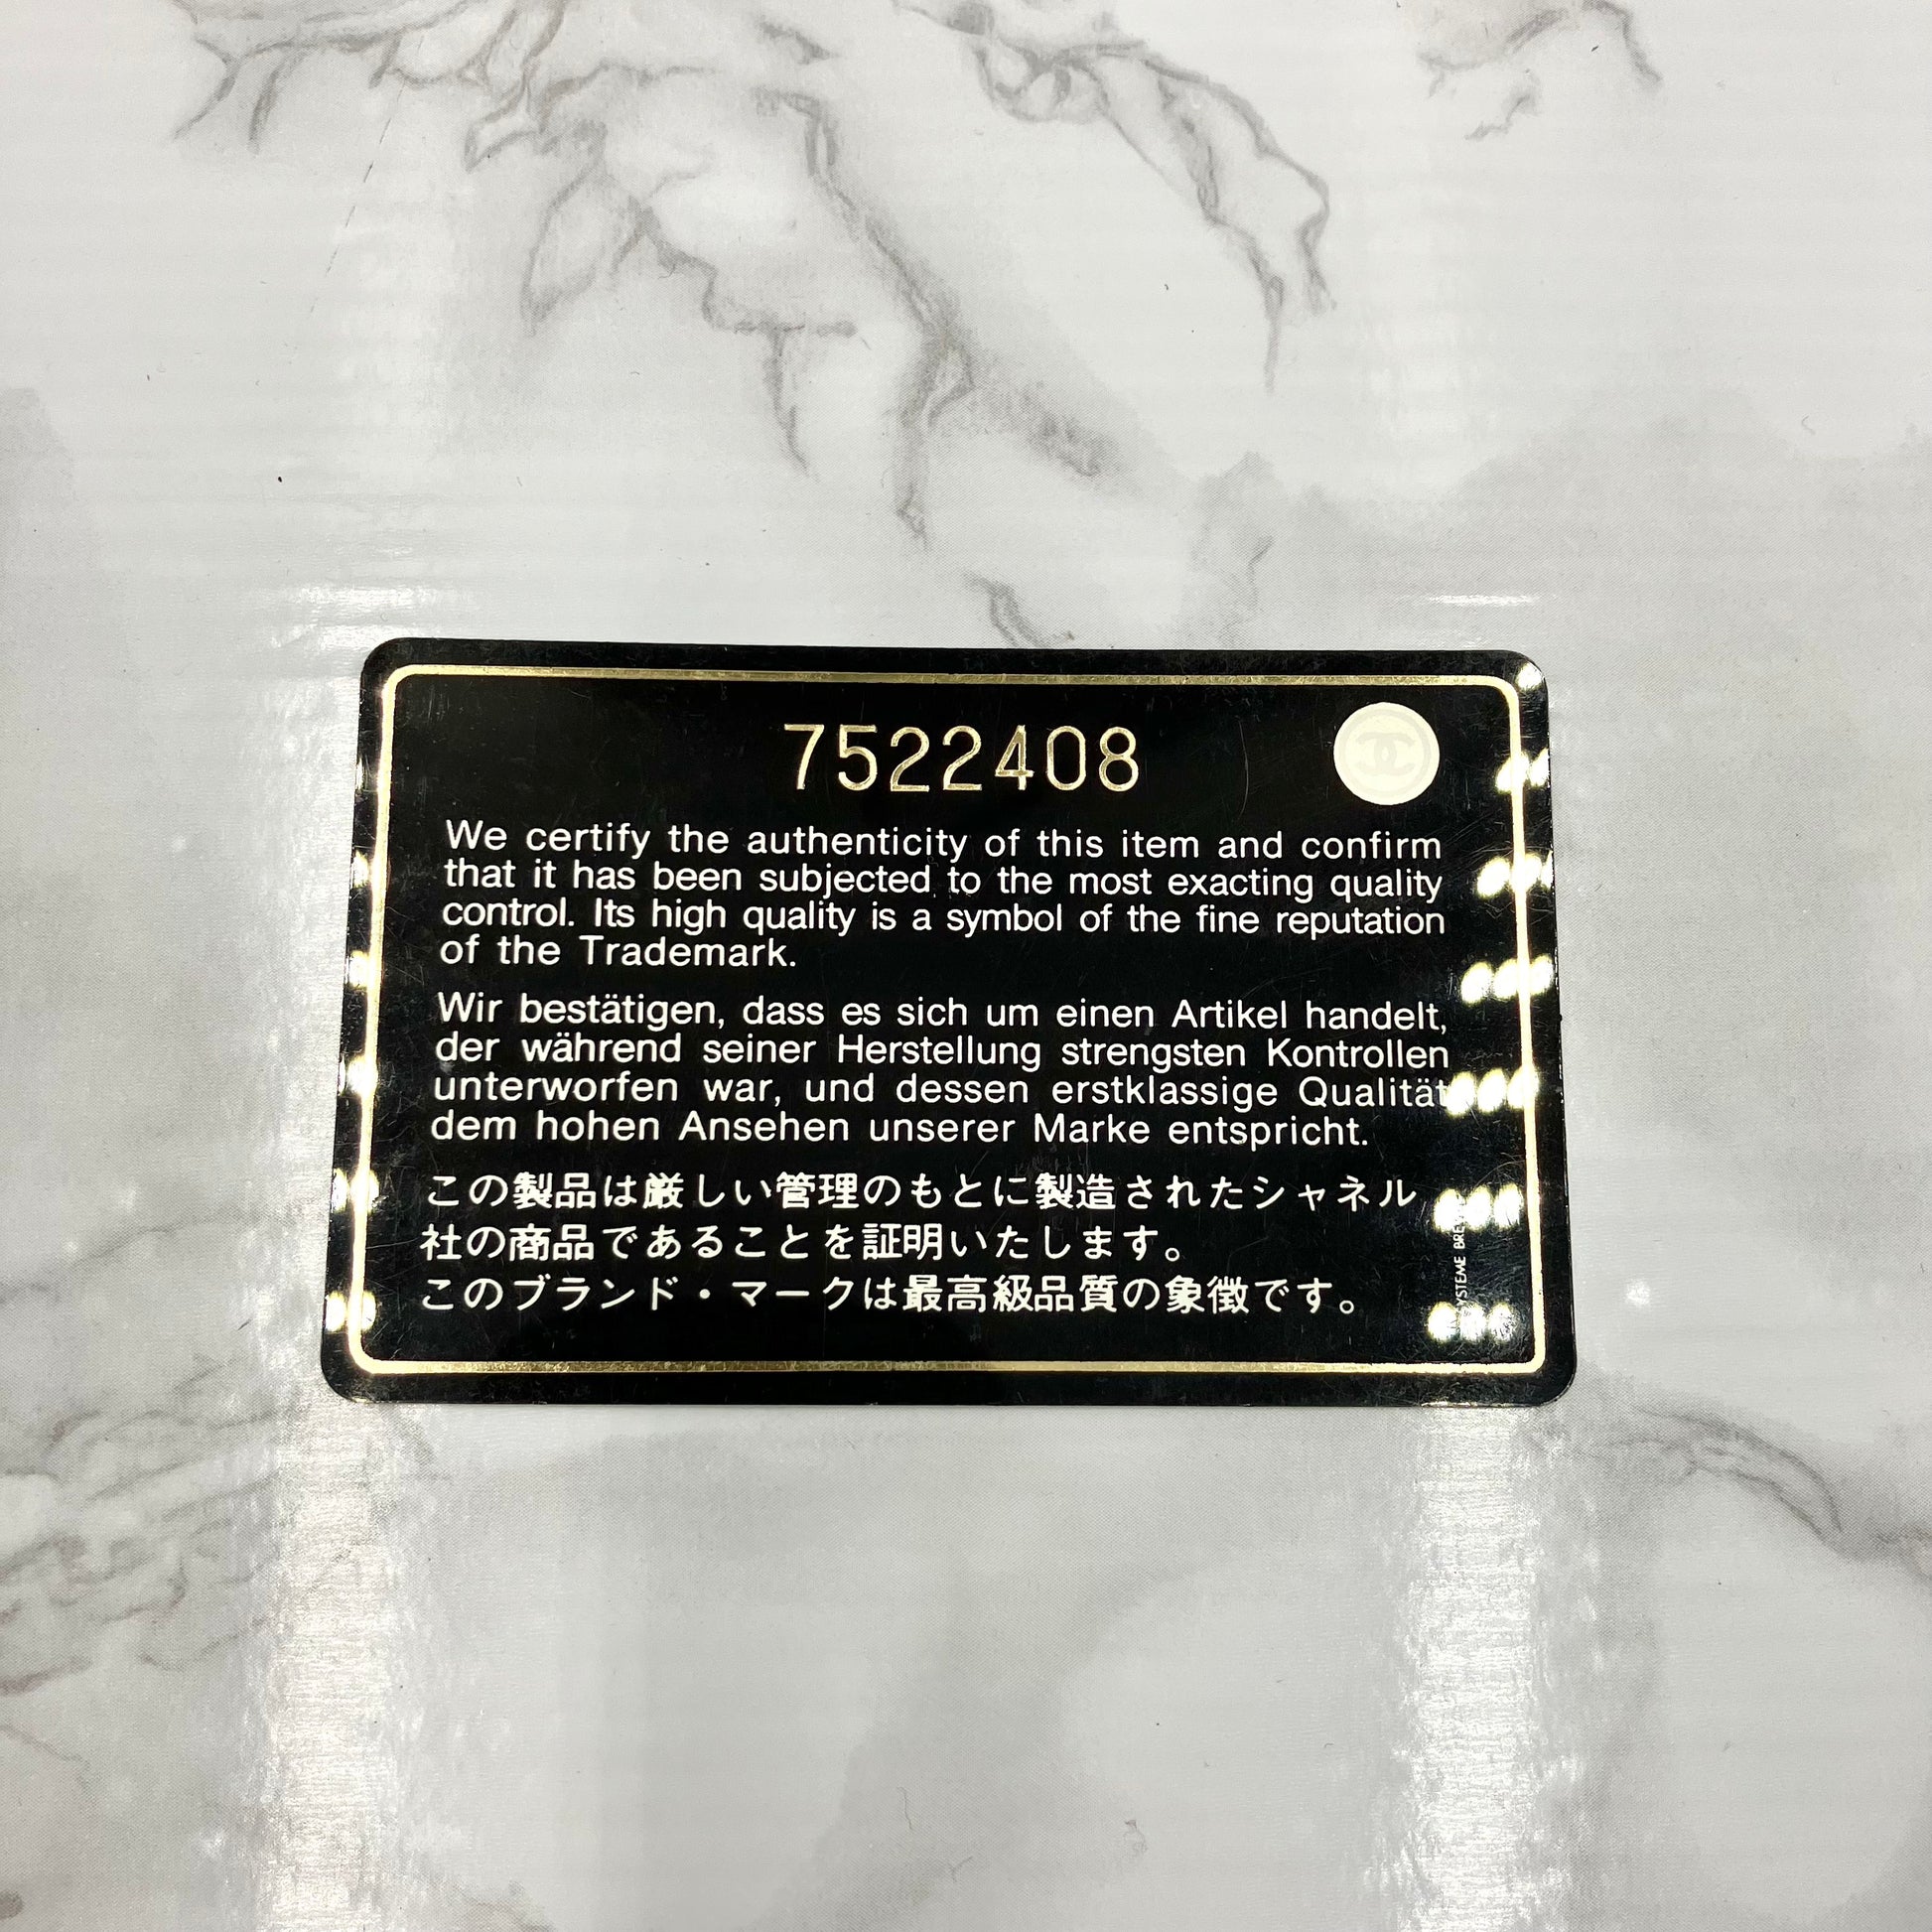 7522408
We certify the authenticity of this item and confirm
that it has been subjected to the most exacting quality
control. Its high quality is a symbol of the fine reputation
of the Trademark.
Wir bestätigen, dass es sich um einen Artikel handelt,
der während seiner Herstellung strengsten Kontrollen
unterworfen war, und dessen erstklassige Qualität
dem hohen Ansehen unserer Marke entspricht.
この製品は厳しい管理のもとに製造されたシャネル
社の商品であることを証明いたします。
このブランド・マークは最高級品質の象徴です。